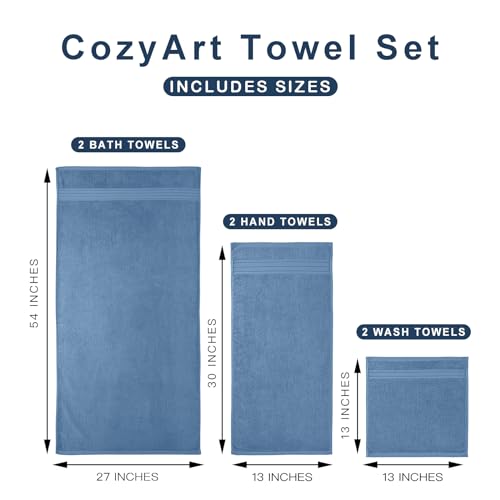 CozyArt Towel Set
INCLUDES SIZES
2 BATH TOWELS
54 INCHES
27 INCHES
2 HAND TOWELS
30 INCHES
13 INCHES
2 WASH TOWELS
13 INCHES
13 INCHES